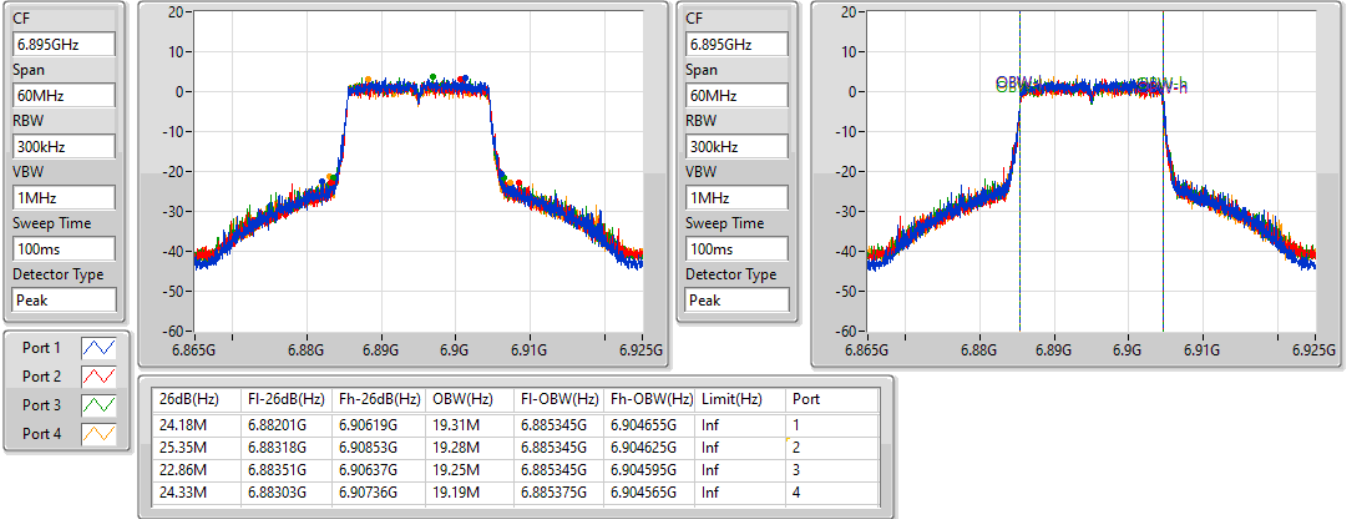 CF
6.895GHz
Span
60MHz
RBW
300kHz
VBW
1MHz
Sweep Time
100ms
Detector Type
Peak
Port 1
Port 2
Port 3
Port 4
20
10
0
-10
-20
-30
-40
-50
-60
6.865G 6.88G 6.89G 6.9G 6.91G 6.925G
CF
6.895GHz
Span
60MHz
RBW
300kHz
VBW
1MHz
Sweep Time
100ms
Detector Type
Peak
20
10
0
-10
-20
-30
-40
-50
-60
OBW-h
6.865G 6.88G 6.89G 6.9G 6.91G 6.925G
26dB(Hz) Fl-26dB(Hz) Fh-26dB(Hz) OBW(Hz) Fl-OBW(Hz) Fh-OBW(Hz) Limit(Hz) Port
24.18M 6.88201G 6.90619G 19.31M 6.885345G 6.904655G Inf 1
25.35M 6.88318G 6.90853G 19.28M 6.885345G 6.904625G Inf 2
22.86M 6.88351G 6.90637G 19.25M 6.885345G 6.904595G Inf 3
24.33M 6.88303G 6.90736G 19.19M 6.885375G 6.904565G Inf 4